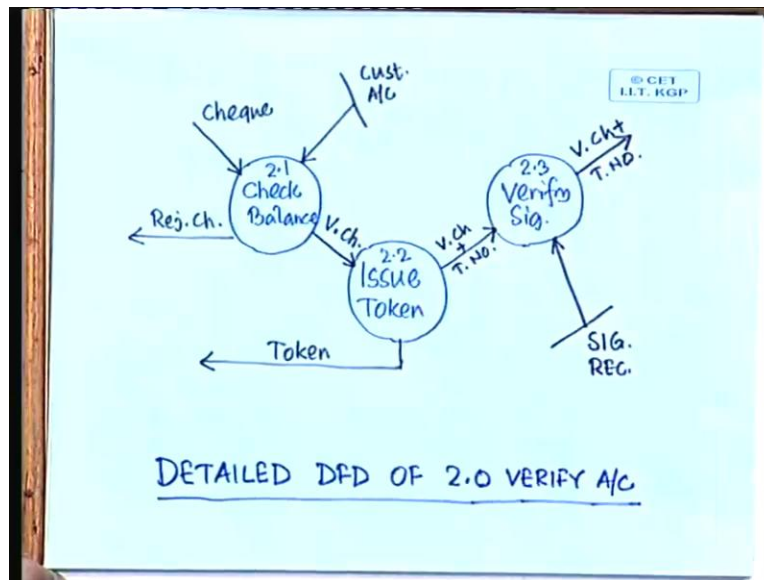 © CET
I.I.T. KGP
Cust.
A/C
Cheque
2.1
Check
Balance
Rej. Ch.
V. Ch.
2.2
Issue
Token
Token
V. Ch
+
T. NO.
2.3
Verify
Sig.
V. Ch +
T. NO.
SIG.
REC.
DETAILED DFD OF 2.0 VERIFY A/C